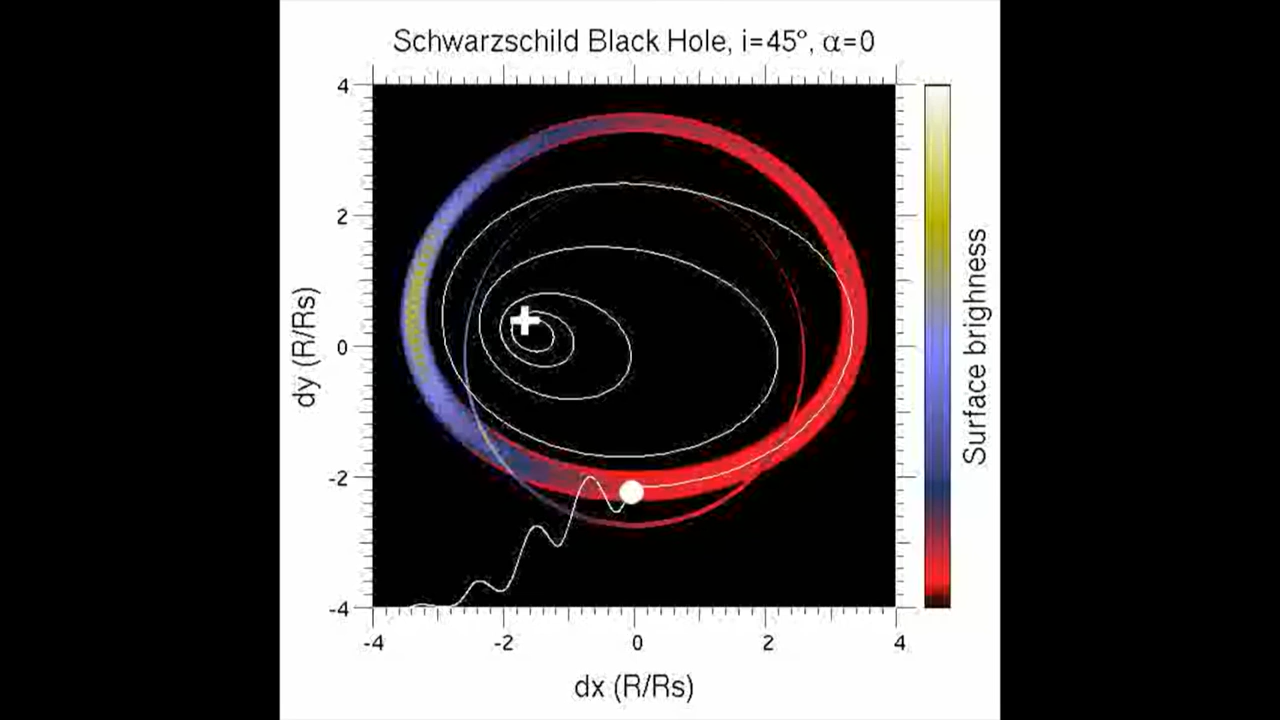 Schwarzschild Black Hole, i=45°, α=0
4
2
0
-2
-4
-4
-2
0
2
4
dy (R/Rs)
dx (R/Rs)
Surface brighness